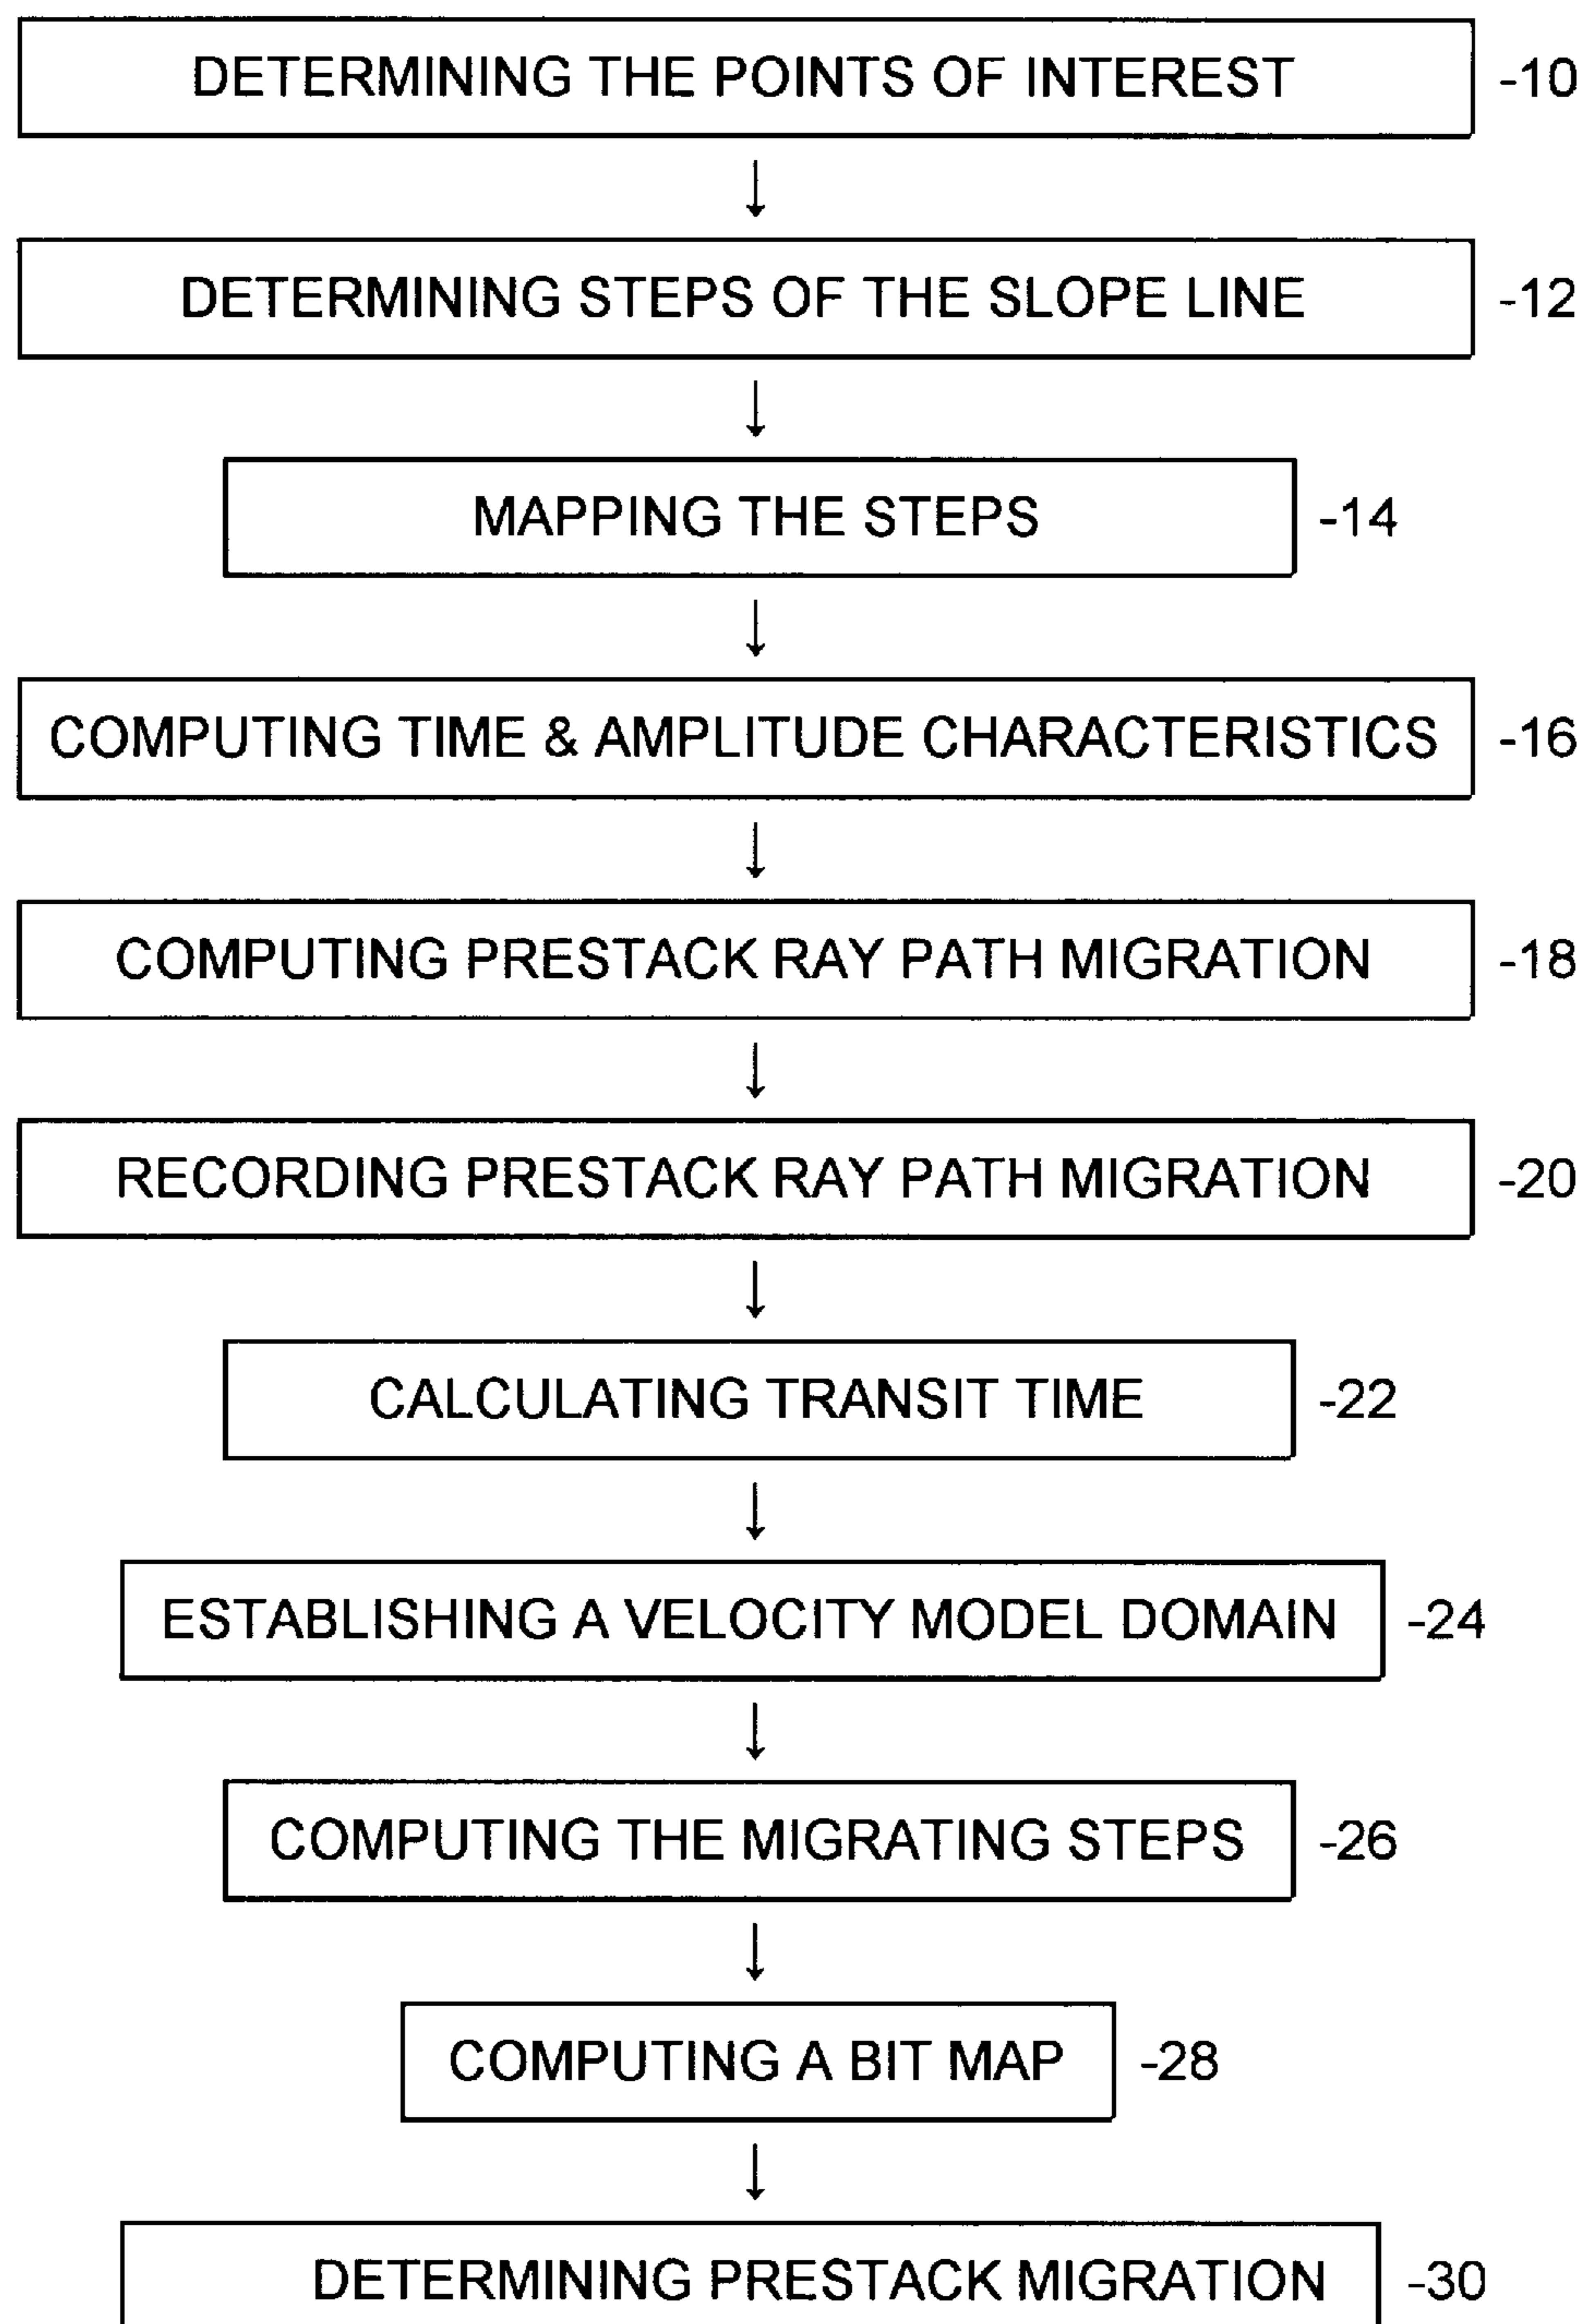 DETERMINING THE POINTS OF INTEREST -10
DETERMINING STEPS OF THE SLOPE LINE -12
MAPPING THE STEPS -14
COMPUTING TIME & AMPLITUDE CHARACTERISTICS -16
COMPUTING PRESTACK RAY PATH MIGRATION -18
RECORDING PRESTACK RAY PATH MIGRATION -20
CALCULATING TRANSIT TIME -22
ESTABLISHING A VELOCITY MODEL DOMAIN -24
COMPUTING THE MIGRATING STEPS -26
COMPUTING A BIT MAP -28
DETERMINING PRESTACK MIGRATION -30